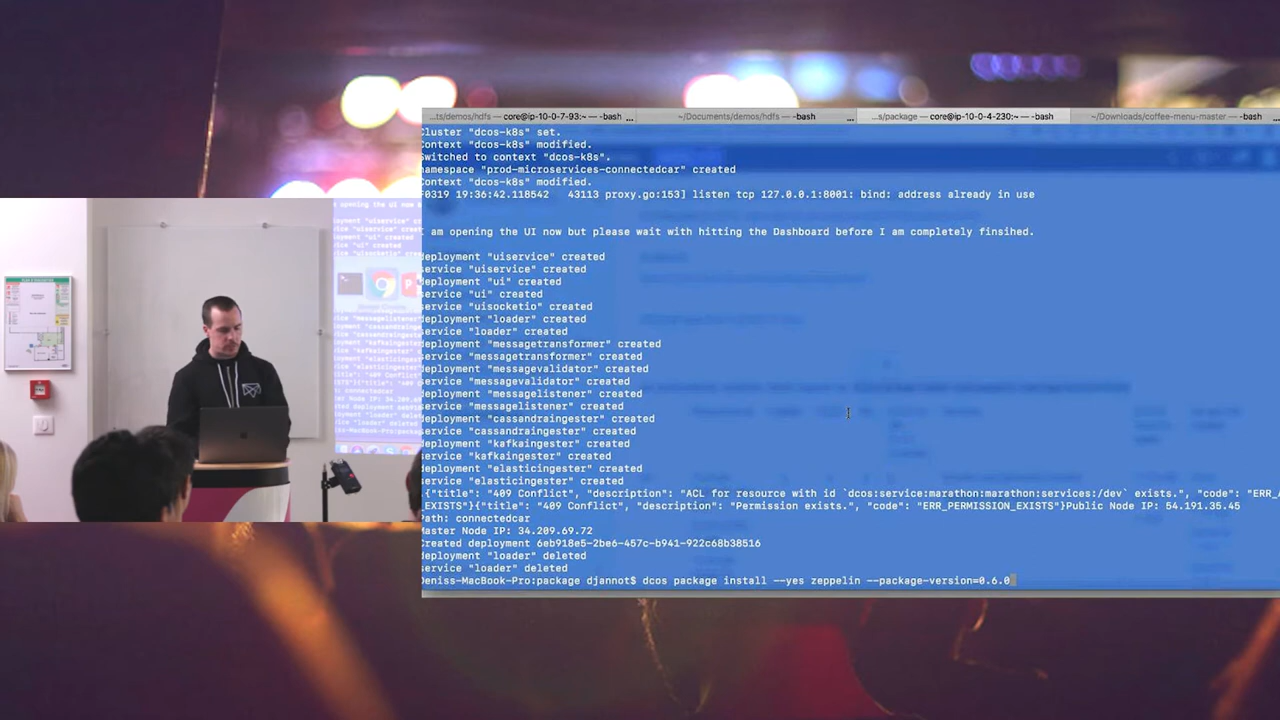 ...ts/demos/hdfs — core@ip-10-0-7-93:~ — -bash ...
~/Documents/demos/hdfs — -bash ...
...s/package — core@ip-10-0-4-230:~ — -bash
~/Downloads/coffee-menu-master — -bash ...
Cluster "dcos-k8s" set.
Context "dcos-k8s" modified.
Switched to context "dcos-k8s".
namespace "prod-microservices-connectedcar" created
Context "dcos-k8s" modified.
F0319 19:36:42.118542 43113 proxy.go:153] listen tcp 127.0.0.1:8001: bind: address already in use
I am opening the UI now but please wait with hitting the Dashboard before I am completely finsihed.
deployment "uiservice" created
service "uiservice" created
deployment "ui" created
service "ui" created
service "uisocketio" created
deployment "loader" created
service "loader" created
deployment "messagetransformer" created
service "messagetransformer" created
deployment "messagevalidator" created
service "messagevalidator" created
deployment "messagelistener" created
service "messagelistener" created
deployment "cassandraingester" created
service "cassandraingester" created
deployment "kafkaingester" created
service "kafkaingester" created
deployment "elasticingester" created
service "elasticingester" created
.{"title": "409 Conflict", "description": "ACL for resource with id `dcos:service:marathon:marathon:services:/dev` exists.", "code": "ERR_A
_EXISTS"}{"title": "409 Conflict", "description": "Permission exists.", "code": "ERR_PERMISSION_EXISTS"}Public Node IP: 54.191.35.45
Path: connectedcar
Master Node IP: 34.209.69.72
Created deployment 6eb918e5-2be6-457c-b941-922c68b38516
deployment "loader" deleted
service "loader" deleted
Deniss-MacBook-Pro:package djannot$ dcos package install --yes zeppelin --package-version=0.6.0